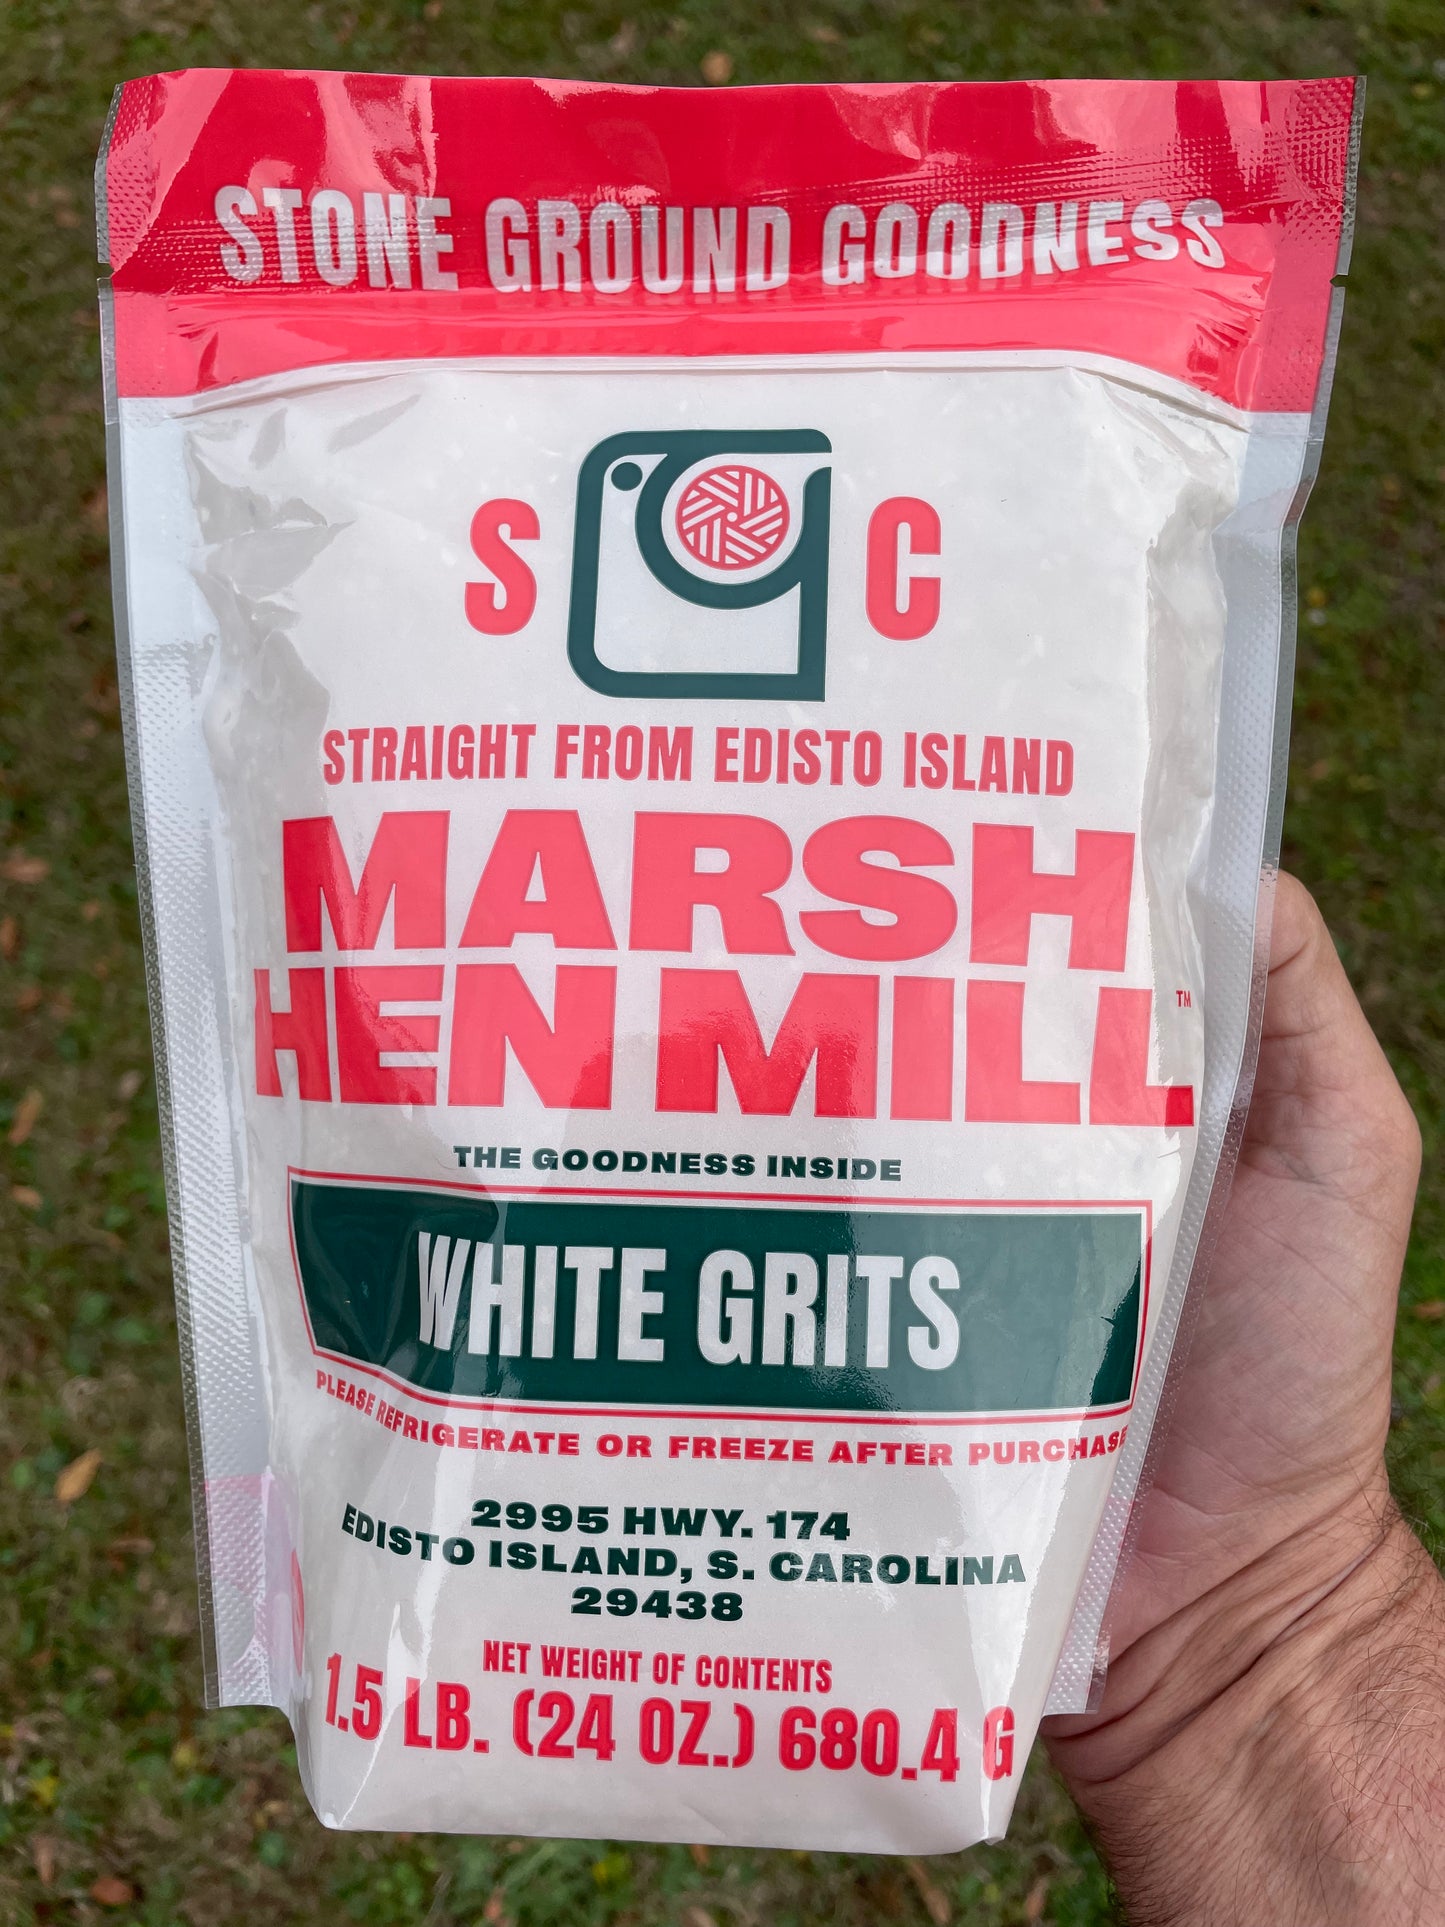 STONE GROUND GOODNESS
S C
STRAIGHT FROM EDISTO ISLAND
MARSH
HEN MILL™
THE GOODNESS INSIDE
WHITE GRITS
PLEASE REFRIGERATE OR FREEZE AFTER PURCHASE
2995 HWY. 174
EDISTO ISLAND, S. CAROLINA
29438
NET WEIGHT OF CONTENTS
1.5 LB. (24 OZ.) 680.4 G